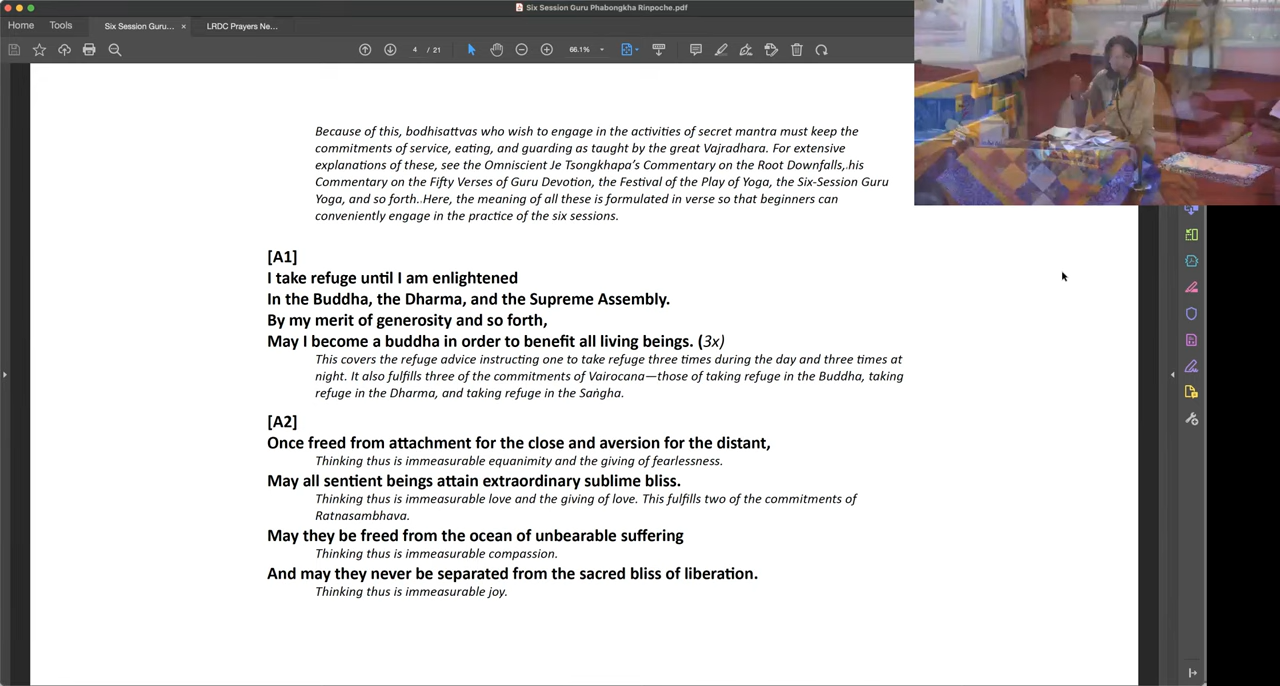 Six Session Guru Phabongkha Rinpoche.pdf
Home Tools Six Session Guru... × LRDC Prayers Ne...
4 / 21 66.1%
Because of this, bodhisattvas who wish to engage in the activities of secret mantra must keep the
commitments of service, eating, and guarding as taught by the great Vajradhara. For extensive
explanations of these, see the Omniscient Je Tsongkhapa's Commentary on the Root Downfalls,.his
Commentary on the Fifty Verses of Guru Devotion, the Festival of the Play of Yoga, the Six-Session Guru
Yoga, and so forth..Here, the meaning of all these is formulated in verse so that beginners can
conveniently engage in the practice of the six sessions.
[A1]
I take refuge until I am enlightened
In the Buddha, the Dharma, and the Supreme Assembly.
By my merit of generosity and so forth,
May I become a buddha in order to benefit all living beings. (3x)
This covers the refuge advice instructing one to take refuge three times during the day and three times at
night. It also fulfills three of the commitments of Vairocana—those of taking refuge in the Buddha, taking
refuge in the Dharma, and taking refuge in the Saṅgha.
[A2]
Once freed from attachment for the close and aversion for the distant,
Thinking thus is immeasurable equanimity and the giving of fearlessness.
May all sentient beings attain extraordinary sublime bliss.
Thinking thus is immeasurable love and the giving of love. This fulfills two of the commitments of
Ratnasambhava.
May they be freed from the ocean of unbearable suffering
Thinking thus is immeasurable compassion.
And may they never be separated from the sacred bliss of liberation.
Thinking thus is immeasurable joy.